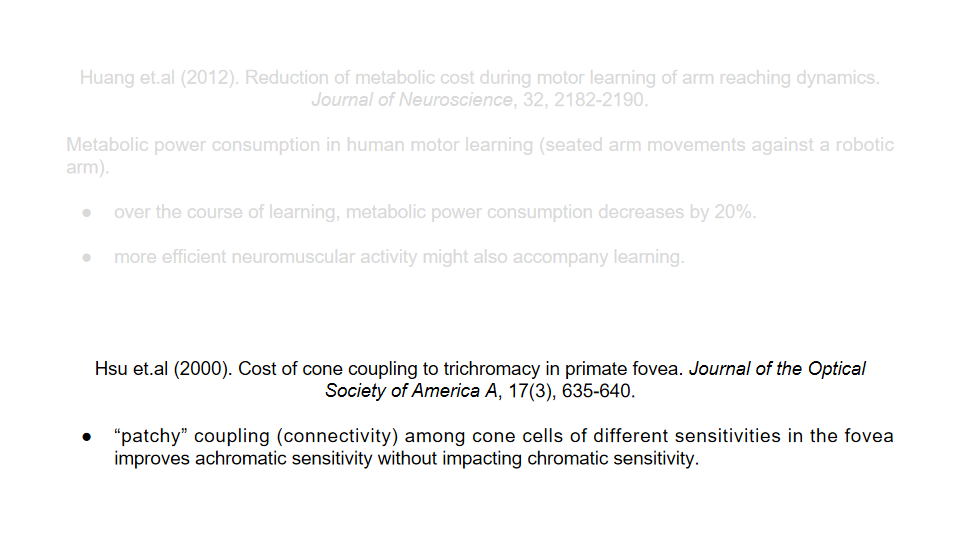 Huang et.al (2012). Reduction of metabolic cost during motor learning of arm reaching dynamics.
Journal of Neuroscience, 32, 2182-2190.
Metabolic power consumption in human motor learning (seated arm movements against a robotic
arm).
● over the course of learning, metabolic power consumption decreases by 20%.
● more efficient neuromuscular activity might also accompany learning.
Hsu et.al (2000). Cost of cone coupling to trichromacy in primate fovea. Journal of the Optical
Society of America A, 17(3), 635-640.
● “patchy” coupling (connectivity) among cone cells of different sensitivities in the fovea
improves achromatic sensitivity without impacting chromatic sensitivity.